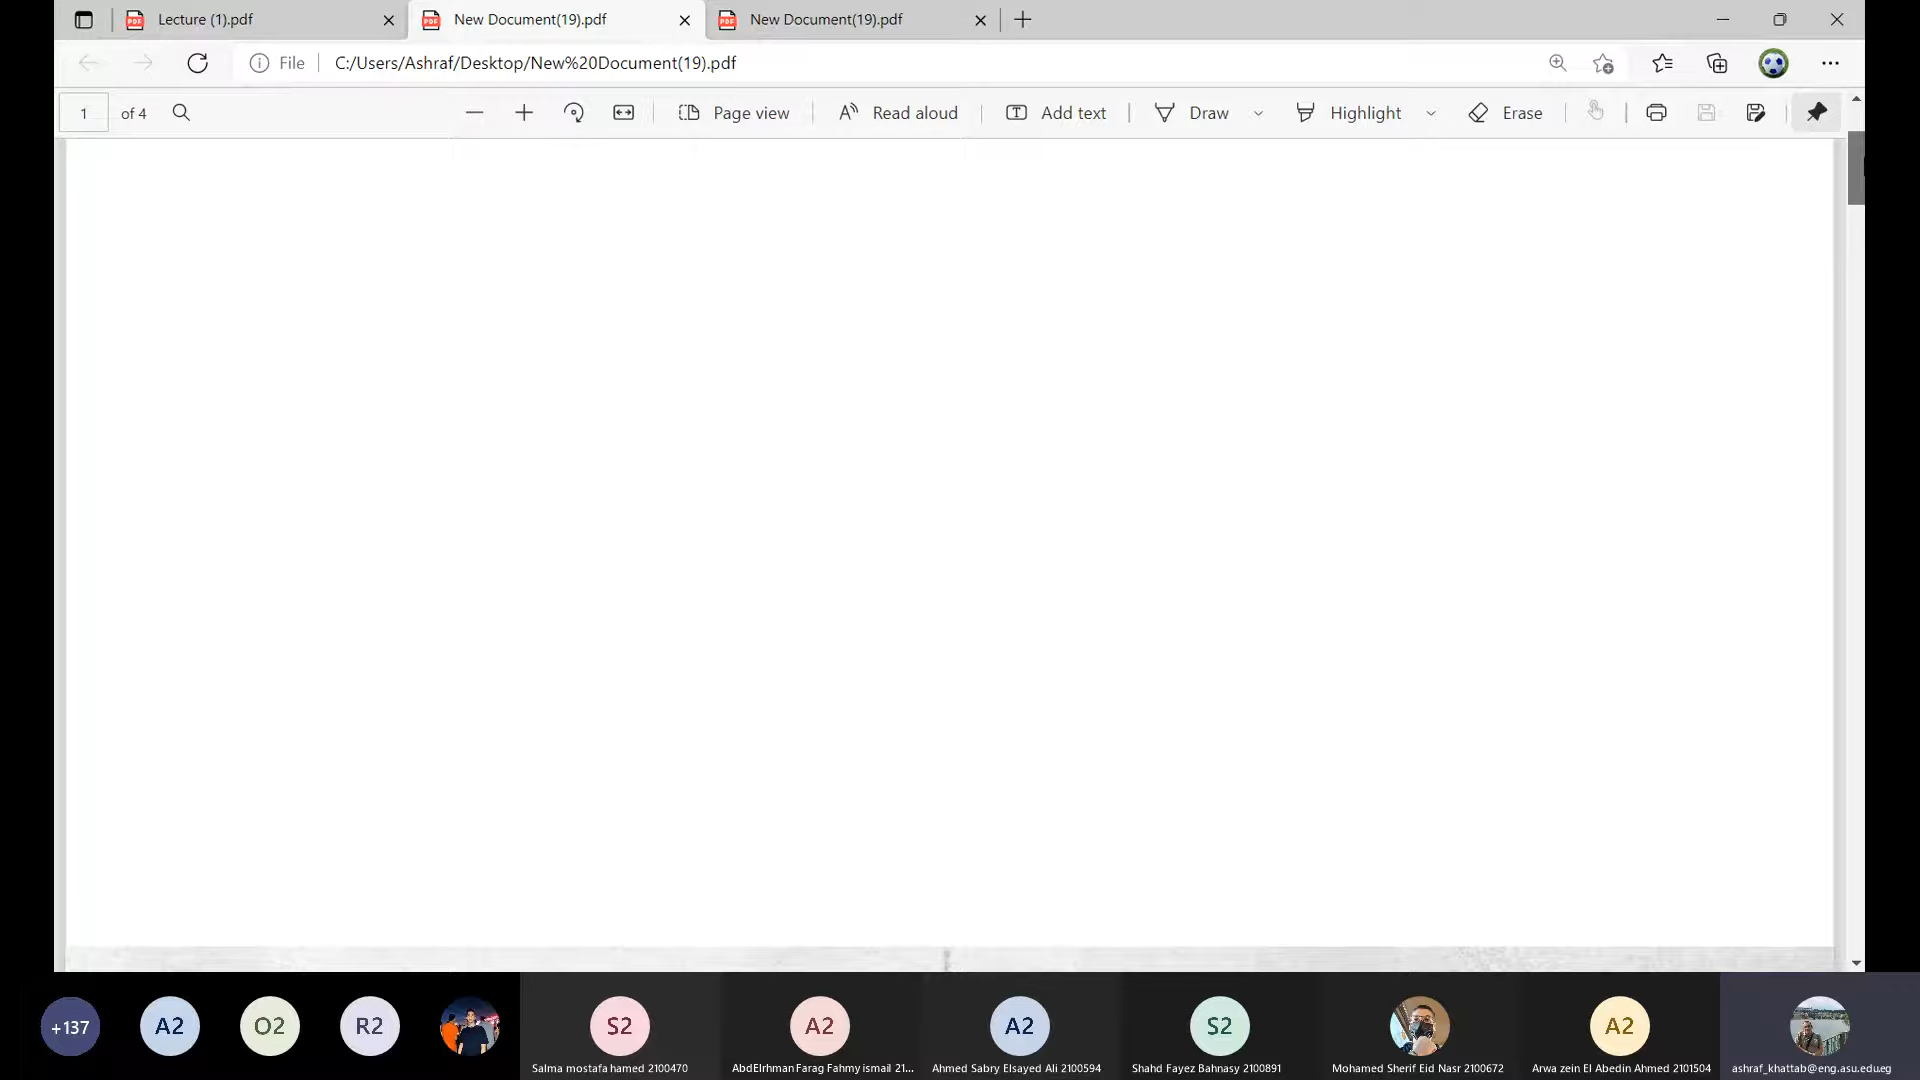 Lecture (1).pdf
New Document(19).pdf
New Document(19).pdf
File
C:/Users/Ashraf/Desktop/New%20Document(19).pdf
1 of 4
Page view
Read aloud
Add text
Draw
Highlight
Erase
+137
A2
O2
R2
S2
A2
A2
S2
A2
Salma mostafa hamed 2100470
AbdElrhman Farag Fahmy ismail 21...
Ahmed Sabry Elsayed Ali 2100594
Shahd Fayez Bahnasy 2100891
Mohamed Sherif Eid Nasr 2100672
Arwa zein El Abedin Ahmed 2101504
ashraf_khattab@eng.asu.edu.eg